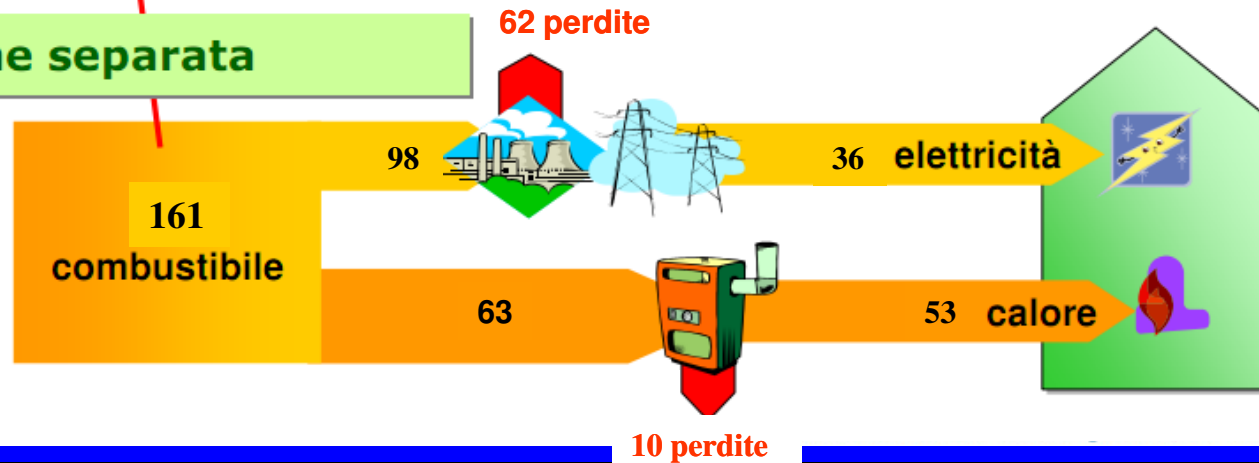 62 perdite
e separata
98
36 elettricità
161
combustibile
63
53 calore
10 perdite